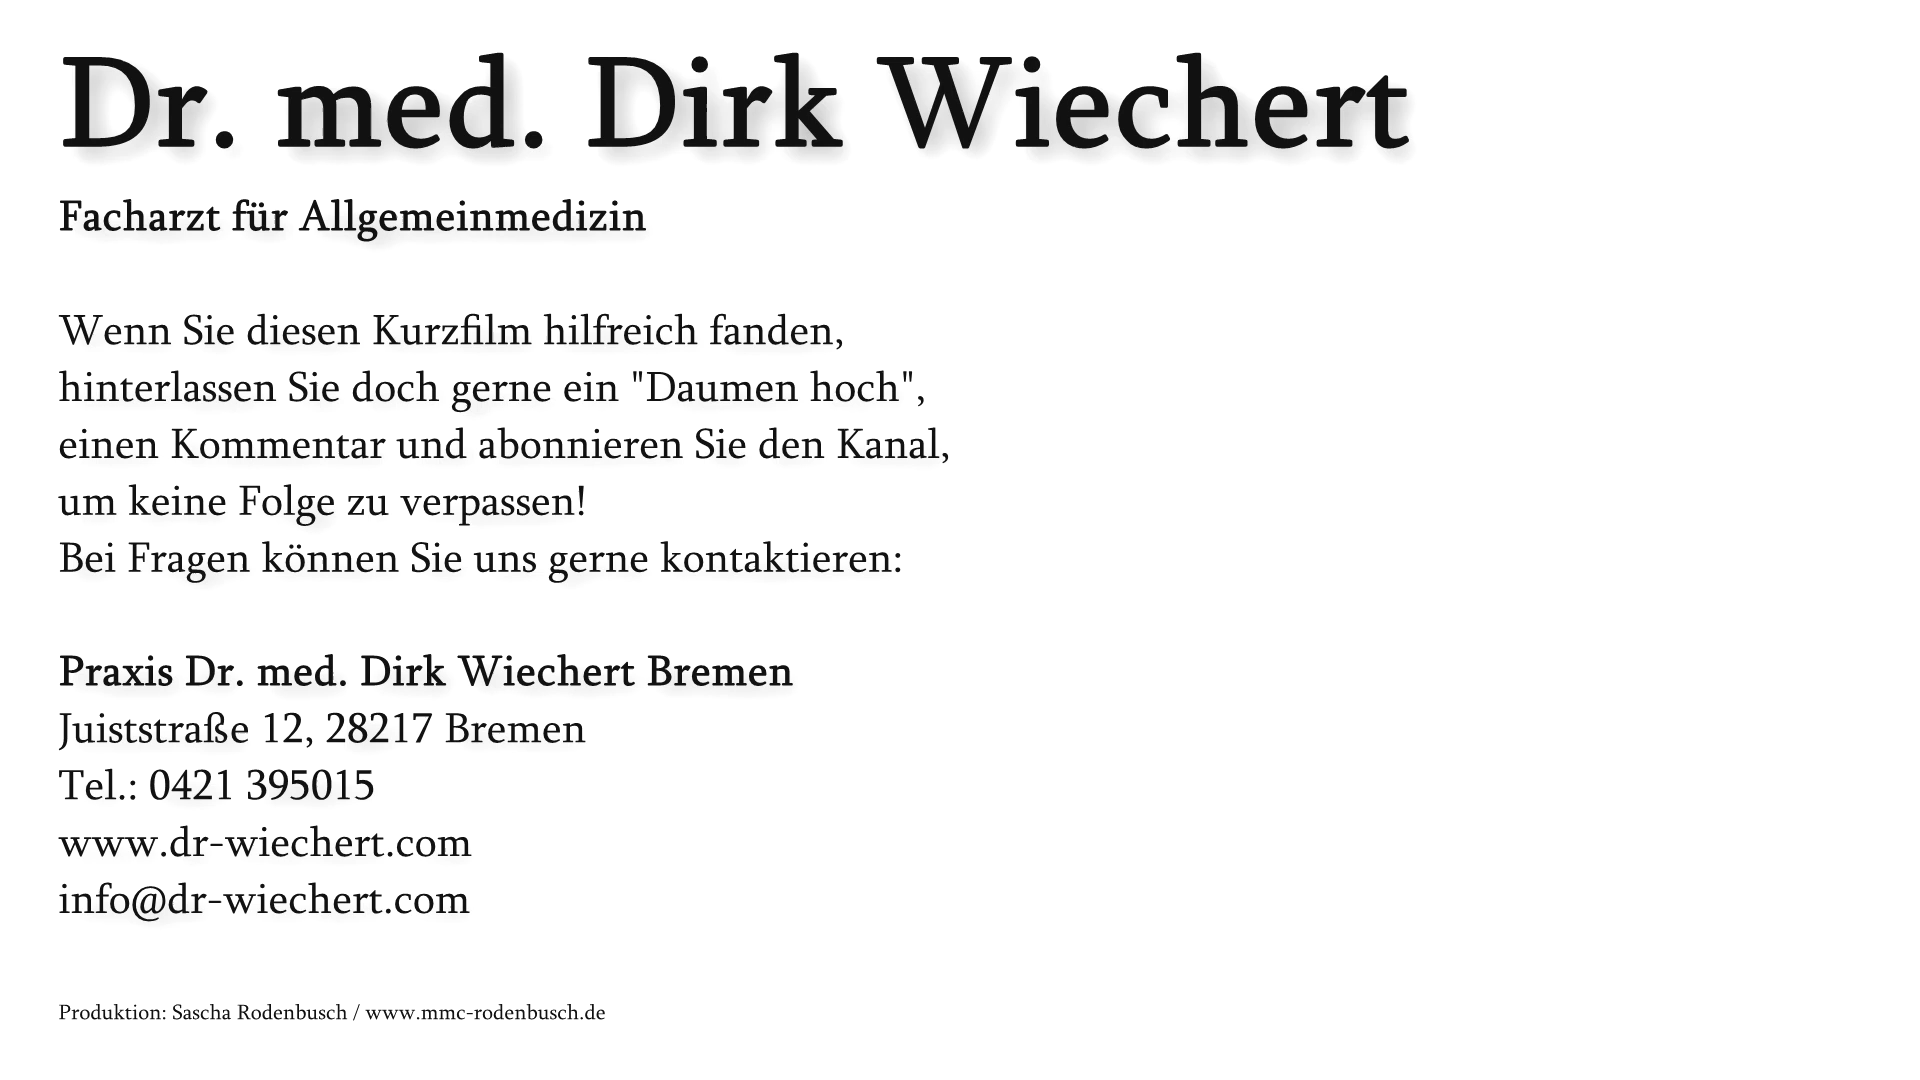 Dr. med. Dirk Wiechert
Facharzt für Allgemeinmedizin
Wenn Sie diesen Kurzfilm hilfreich fanden,
hinterlassen Sie doch gerne ein "Daumen hoch",
einen Kommentar und abonnieren Sie den Kanal,
um keine Folge zu verpassen!
Bei Fragen können Sie uns gerne kontaktieren:
Praxis Dr. med. Dirk Wiechert Bremen
Juiststraße 12, 28217 Bremen
Tel.: 0421 395015
www.dr-wiechert.com
info@dr-wiechert.com
Produktion: Sascha Rodenbusch / www.mmc-rodenbusch.de